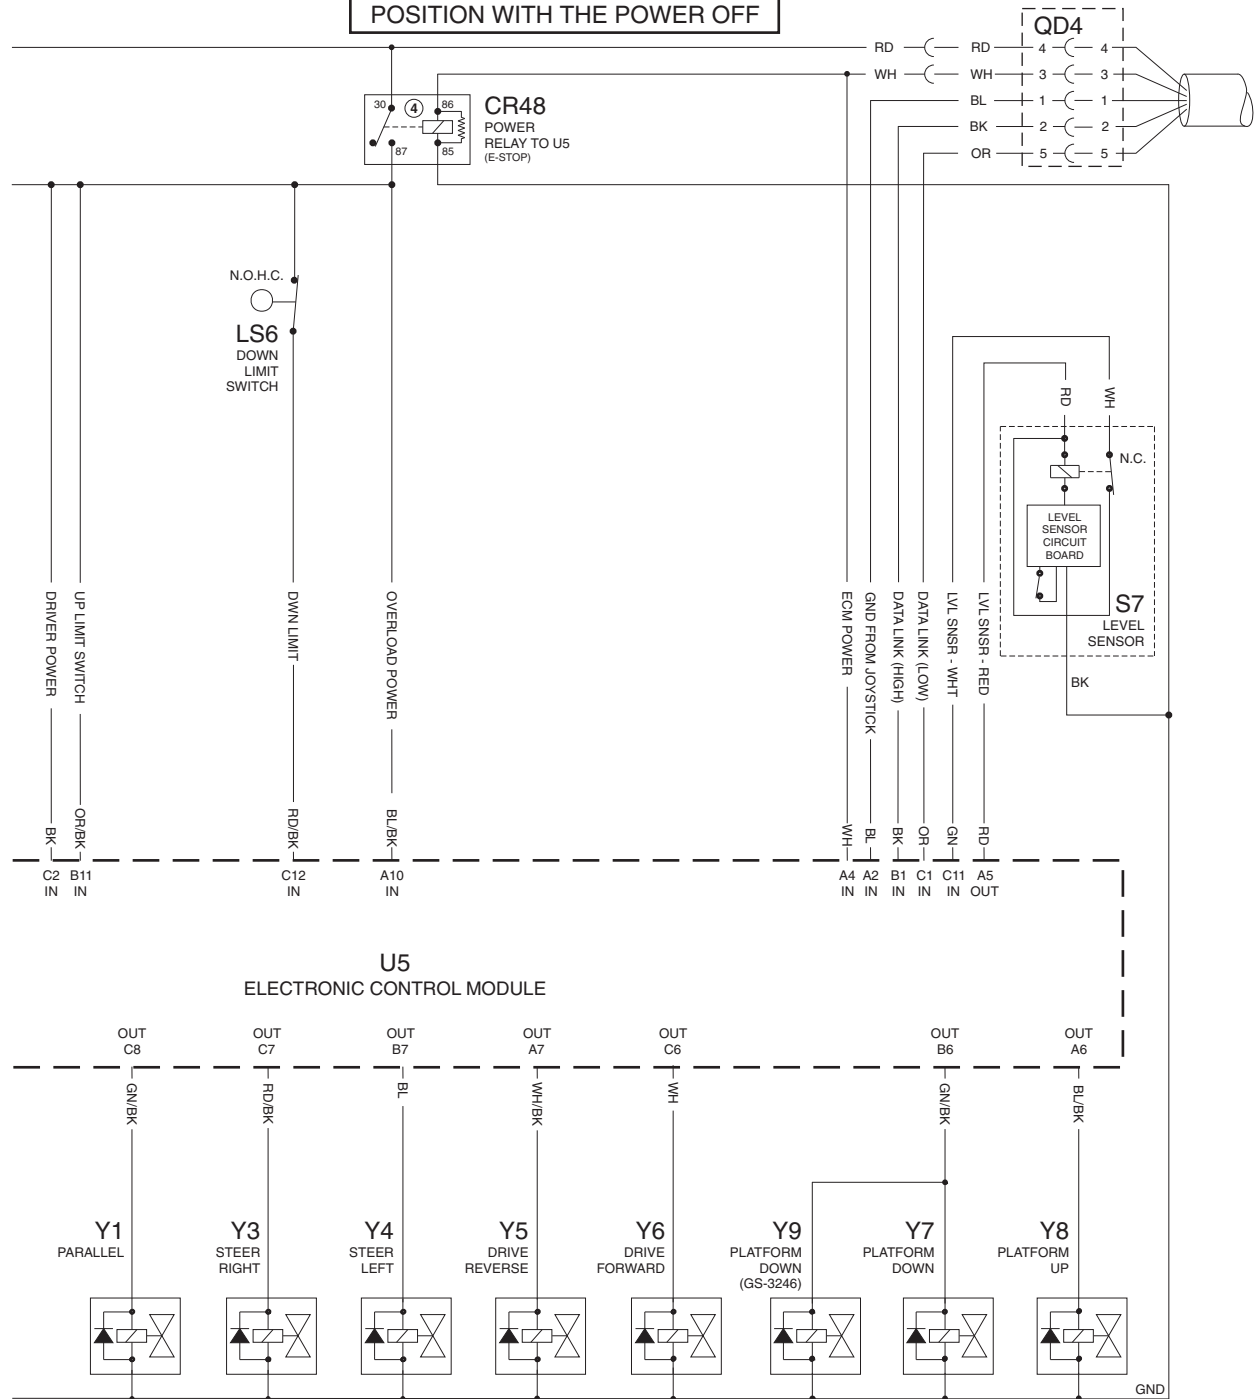 POSITION WITH THE POWER OFF
QD4
RD RD 4 4
WH WH 3 3
BL 1 1
BK 2 2
OR 5 5
30 4 86
87 85
CR48
POWER
RELAY TO U5
(E-STOP)
N.O.H.C.
LS6
DOWN
LIMIT
SWITCH
RD WH
N.C.
LEVEL
SENSOR
CIRCUIT
BOARD
S7
LEVEL
SENSOR
BK
DRIVER POWER
UP LIMIT SWITCH
DWN LIMIT
OVERLOAD POWER
ECM POWER
GND FROM JOYSTICK
DATA LINK (HIGH)
DATA LINK (LOW)
LVL SNSR - WHT
LVL SNSR - RED
BK OR/BK RD/BK BL/BK WH BL BK OR GN RD
C2 B11 C12 A10 A4 A2 B1 C1 C11 A5
IN IN IN IN IN IN IN IN IN OUT
U5
ELECTRONIC CONTROL MODULE
OUT OUT OUT OUT OUT OUT OUT
C8 C7 B7 A7 C6 B6 A6
GN/BK RD/BK BL WH/BK WH GN/BK BL/BK
Y1
PARALLEL
Y3
STEER
RIGHT
Y4
STEER
LEFT
Y5
DRIVE
REVERSE
Y6
DRIVE
FORWARD
Y9
PLATFORM
DOWN
(GS-3246)
Y7
PLATFORM
DOWN
Y8
PLATFORM
UP
GND